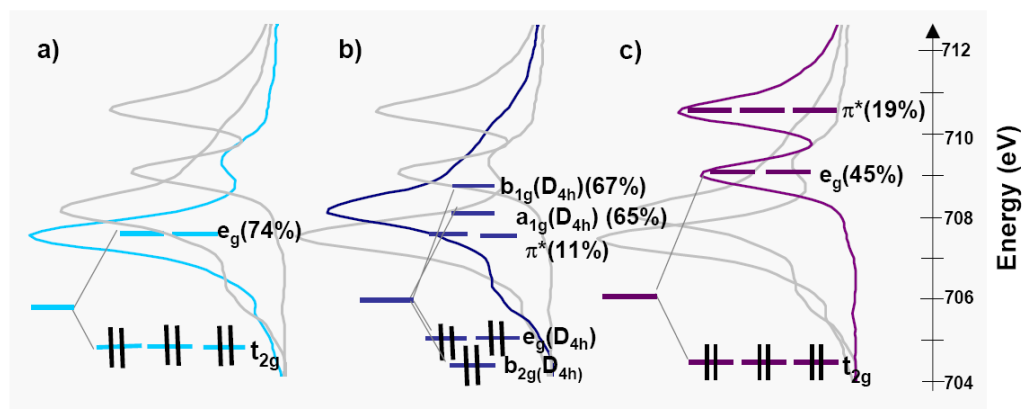 a)
e_g(74%)
t_2g
b)
b_1g(D_4h)(67%)
a_1g(D_4h) (65%)
π*(11%)
e_g(D_4h)
b_2g(D_4h)
c)
π*(19%)
e_g(45%)
t_2g
712
710
708
706
704
Energy (eV)